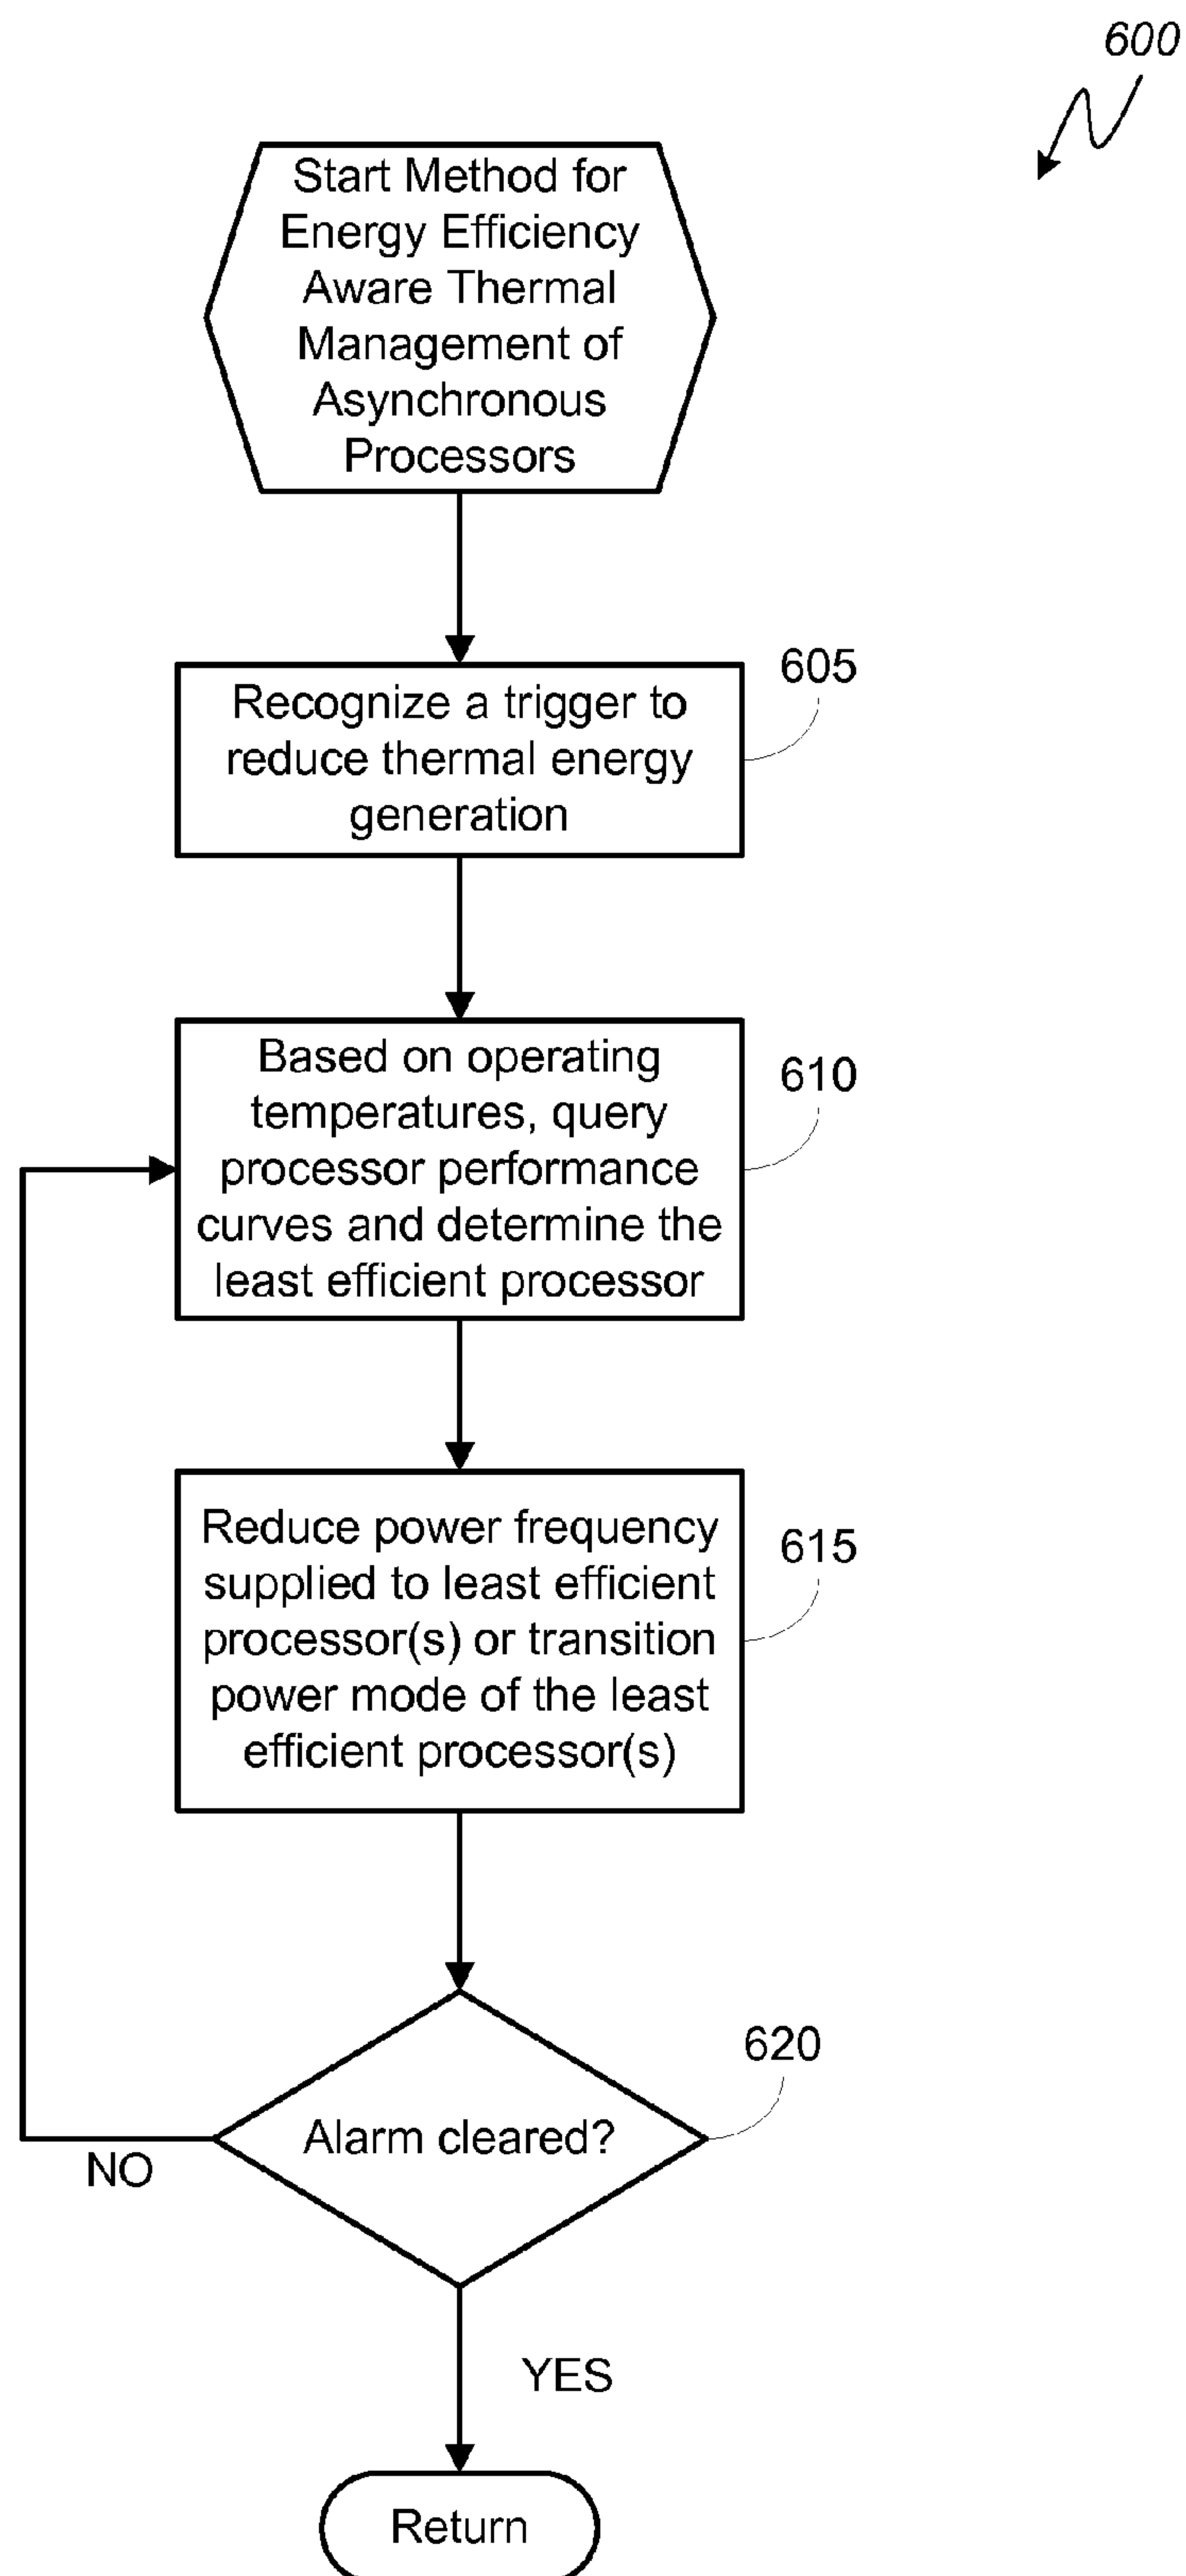 600
Start Method for
Energy Efficiency
Aware Thermal
Management of
Asynchronous
Processors
605
Recognize a trigger to
reduce thermal energy
generation
610
Based on operating
temperatures, query
processor performance
curves and determine the
least efficient processor
615
Reduce power frequency
supplied to least efficient
processor(s) or transition
power mode of the least
efficient processor(s)
620
Alarm cleared?
NO
YES
Return